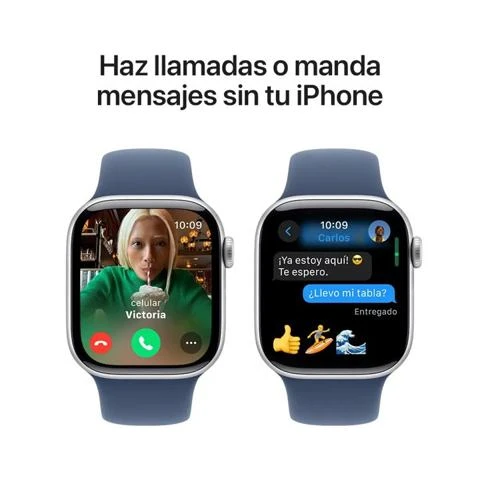 Haz llamadas o manda
mensajes sin tu iPhone
10:09
celular
Victoria
10:09
Carlos
¡Ya estoy aquí! 😎
Te espero.
¿Llevo mi tabla?
Entregado
👍🏄🌊